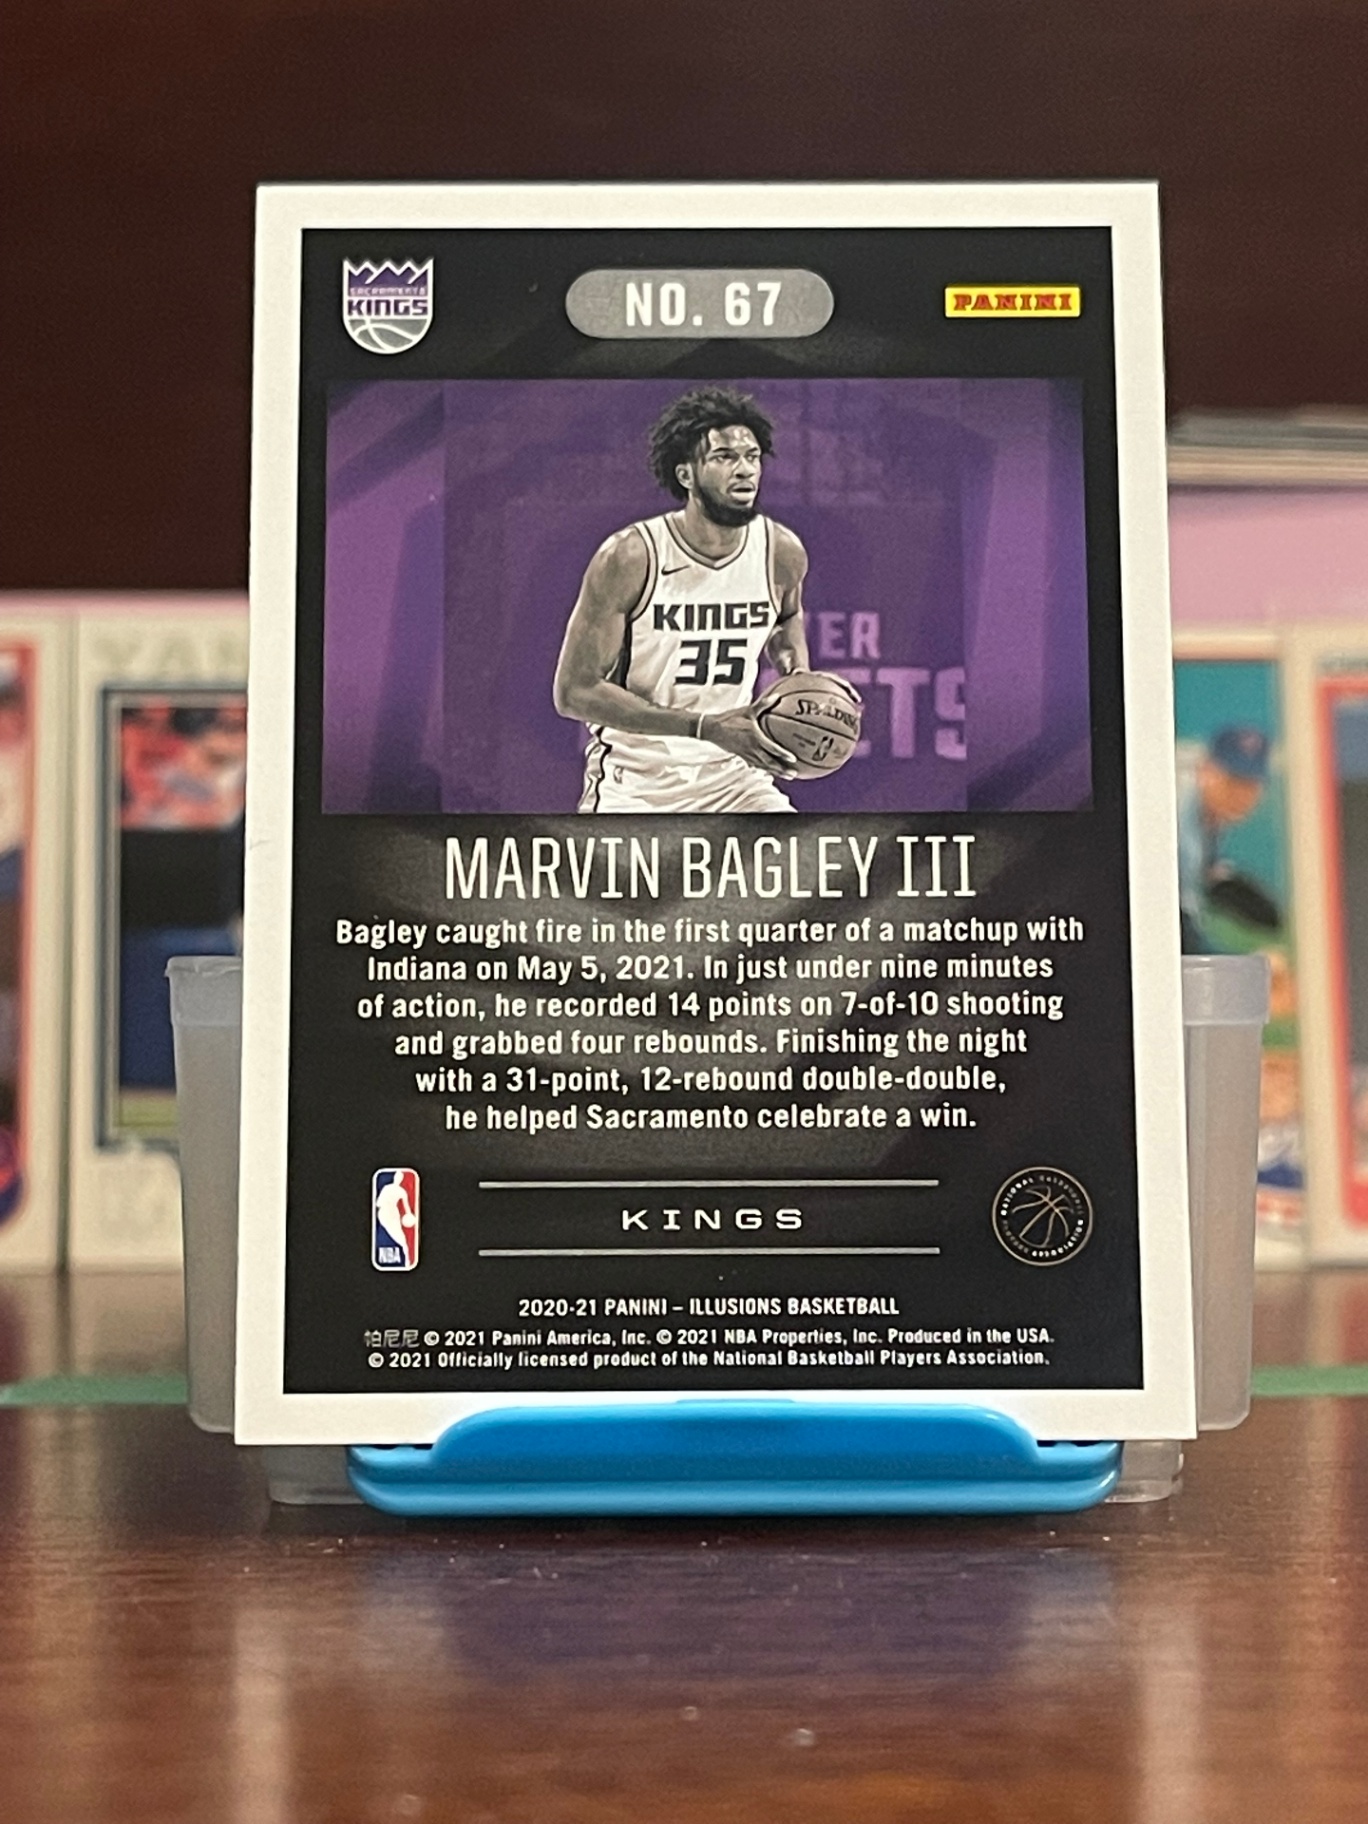 SACRAMENTO
KINGS
NO. 67
PANINI
KINGS
35
SPALDING
MARVIN BAGLEY III
Bagley caught fire in the first quarter of a matchup with
Indiana on May 5, 2021. In just under nine minutes
of action, he recorded 14 points on 7-of-10 shooting
and grabbed four rebounds. Finishing the night
with a 31-point, 12-rebound double-double,
he helped Sacramento celebrate a win.
NBA
KINGS
2020-21 PANINI – ILLUSIONS BASKETBALL
帕尼尼 © 2021 Panini America, Inc. © 2021 NBA Properties, Inc. Produced in the USA.
© 2021 Officially licensed product of the National Basketball Players Association.